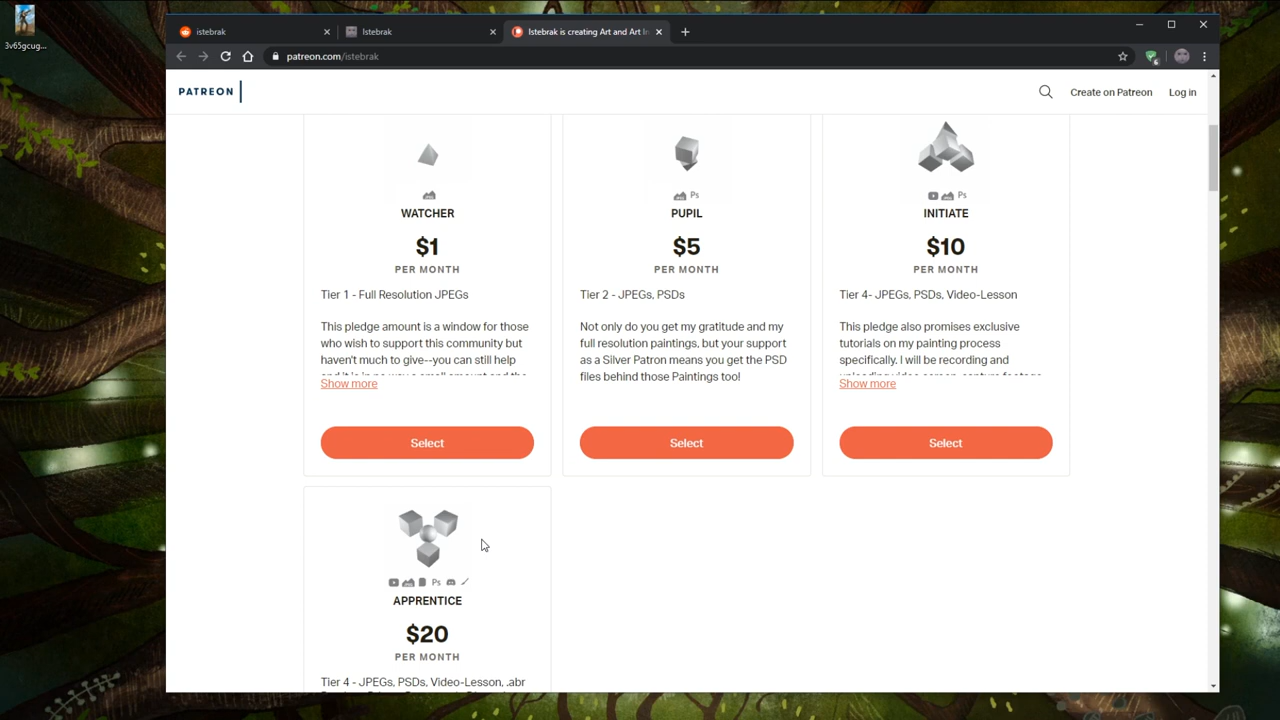 3v65gcug...
istebrak
Istebrak
Istebrak is creating Art and Art In
patreon.com/istebrak
PATREON
Create on Patreon
Log in
WATCHER
$1
PER MONTH
Tier 1 - Full Resolution JPEGs
This pledge amount is a window for those
who wish to support this community but
haven't much to give--you can still help
Show more
Select
Ps
PUPIL
$5
PER MONTH
Tier 2 - JPEGs, PSDs
Not only do you get my gratitude and my
full resolution paintings, but your support
as a Silver Patron means you get the PSD
files behind those Paintings too!
Select
Ps
INITIATE
$10
PER MONTH
Tier 4- JPEGs, PSDs, Video-Lesson
This pledge also promises exclusive
tutorials on my painting process
specifically. I will be recording and
Show more
Select
Ps
APPRENTICE
$20
PER MONTH
Tier 4 - JPEGs, PSDs, Video-Lesson, .abr